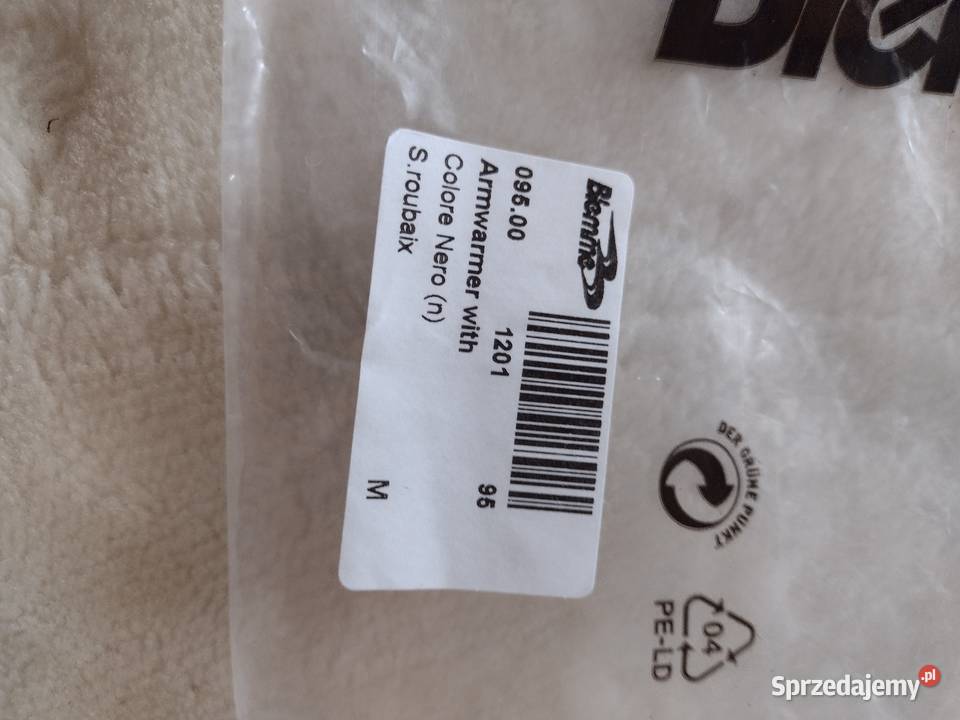 Biemme
095.00 1201 95
Armwarmer with
Colore Nero (n)
S.roubaix M
DER GRÜNE PUNKT
04
PE-LD
Sprzedajemy.pl